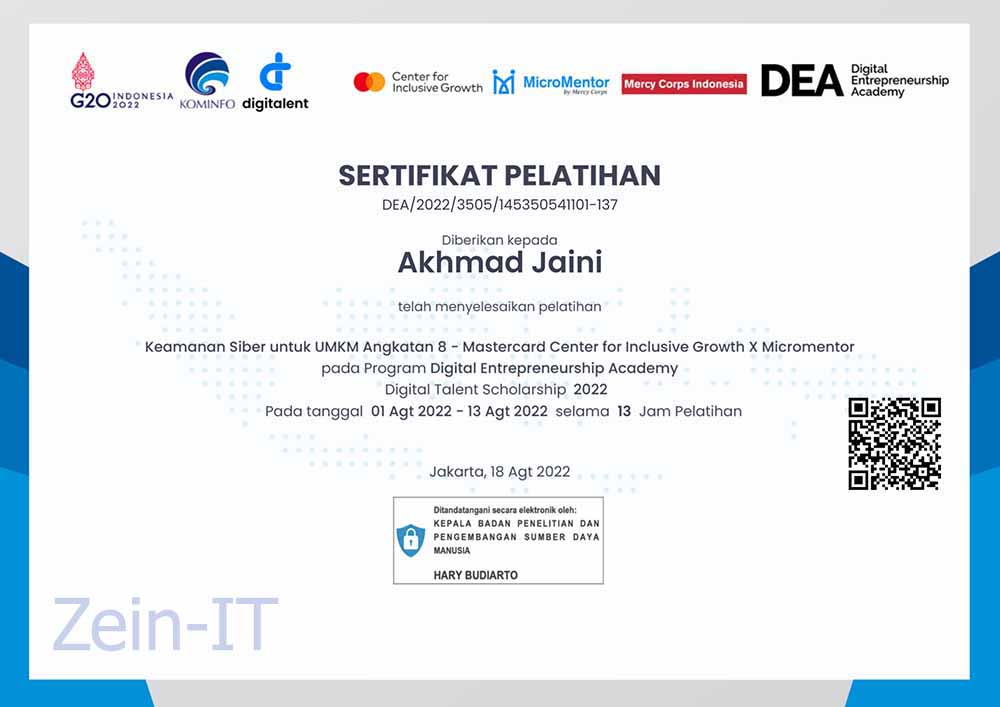 G20 INDONESIA 2022
KOMINFO
digitalent
Center for
Inclusive Growth
MicroMentor
by Mercy Corps
Mercy Corps Indonesia
DEA
Digital
Entrepreneurship
Academy
SERTIFIKAT PELATIHAN
DEA/2022/3505/145350541101-137
Diberikan kepada
Akhmad Jaini
telah menyelesaikan pelatihan
Keamanan Siber untuk UMKM Angkatan 8 - Mastercard Center for Inclusive Growth X Micromentor
pada Program Digital Entrepreneurship Academy
Digital Talent Scholarship 2022
Pada tanggal 01 Agt 2022 - 13 Agt 2022 selama 13 Jam Pelatihan
Jakarta, 18 Agt 2022
Ditandatangani secara elektronik oleh:
KEPALA BADAN PENELITIAN DAN
PENGEMBANGAN SUMBER DAYA
MANUSIA
HARY BUDIARTO
Zein-IT